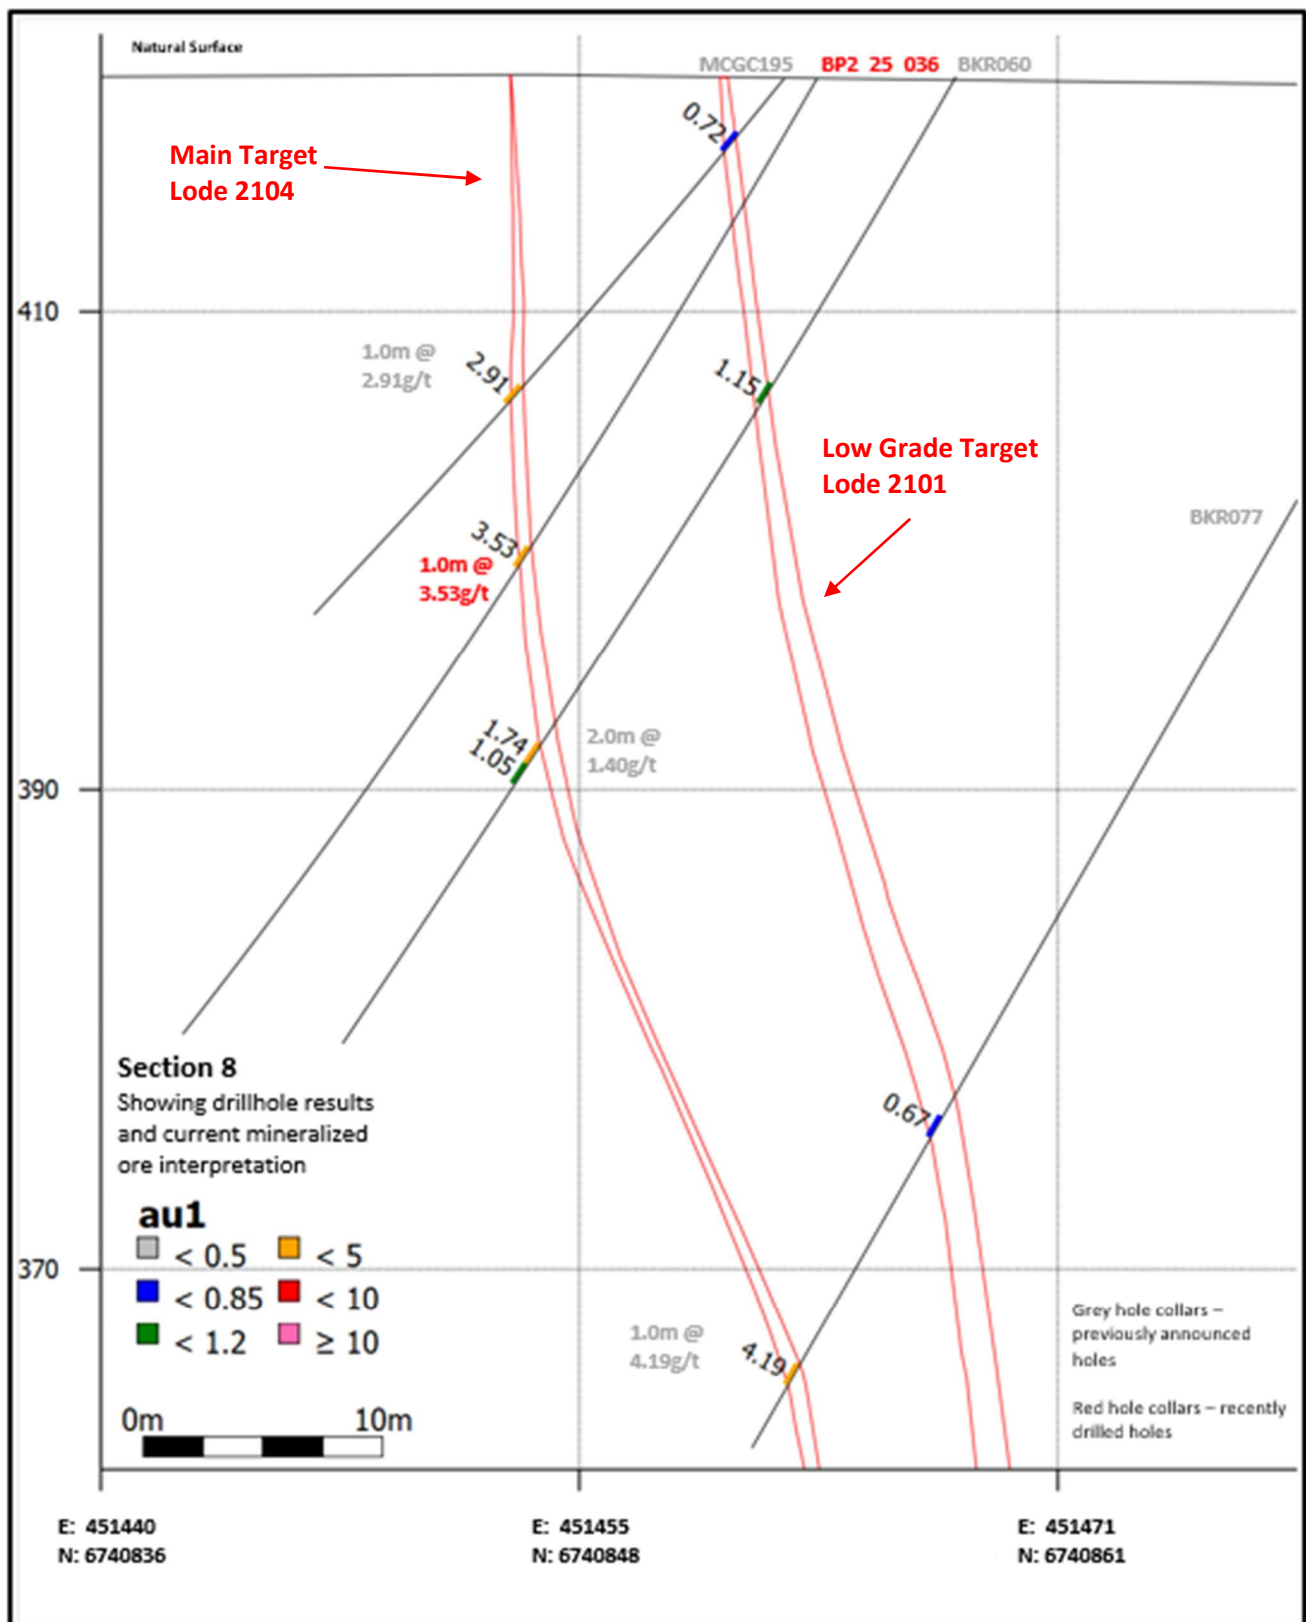 Natural Surface
MCGC195 BP2 25 036 BKR060
0.72
Main Target
Lode 2104
410
1.0m @
2.91g/t
2.91
1.15
Low Grade Target
Lode 2101
BKR077
3.53
1.0m @
3.53g/t
1.74
1.05
2.0m @
1.40g/t
390
Section 8
Showing drillhole results
and current mineralized
ore interpretation
0.67
au1
< 0.5 < 5
< 0.85 < 10
< 1.2 ≥ 10
370
1.0m @
4.19g/t
4.19
Grey hole collars –
previously announced
holes
Red hole collars – recently
drilled holes
0m 10m
E: 451440
N: 6740836
E: 451455
N: 6740848
E: 451471
N: 6740861